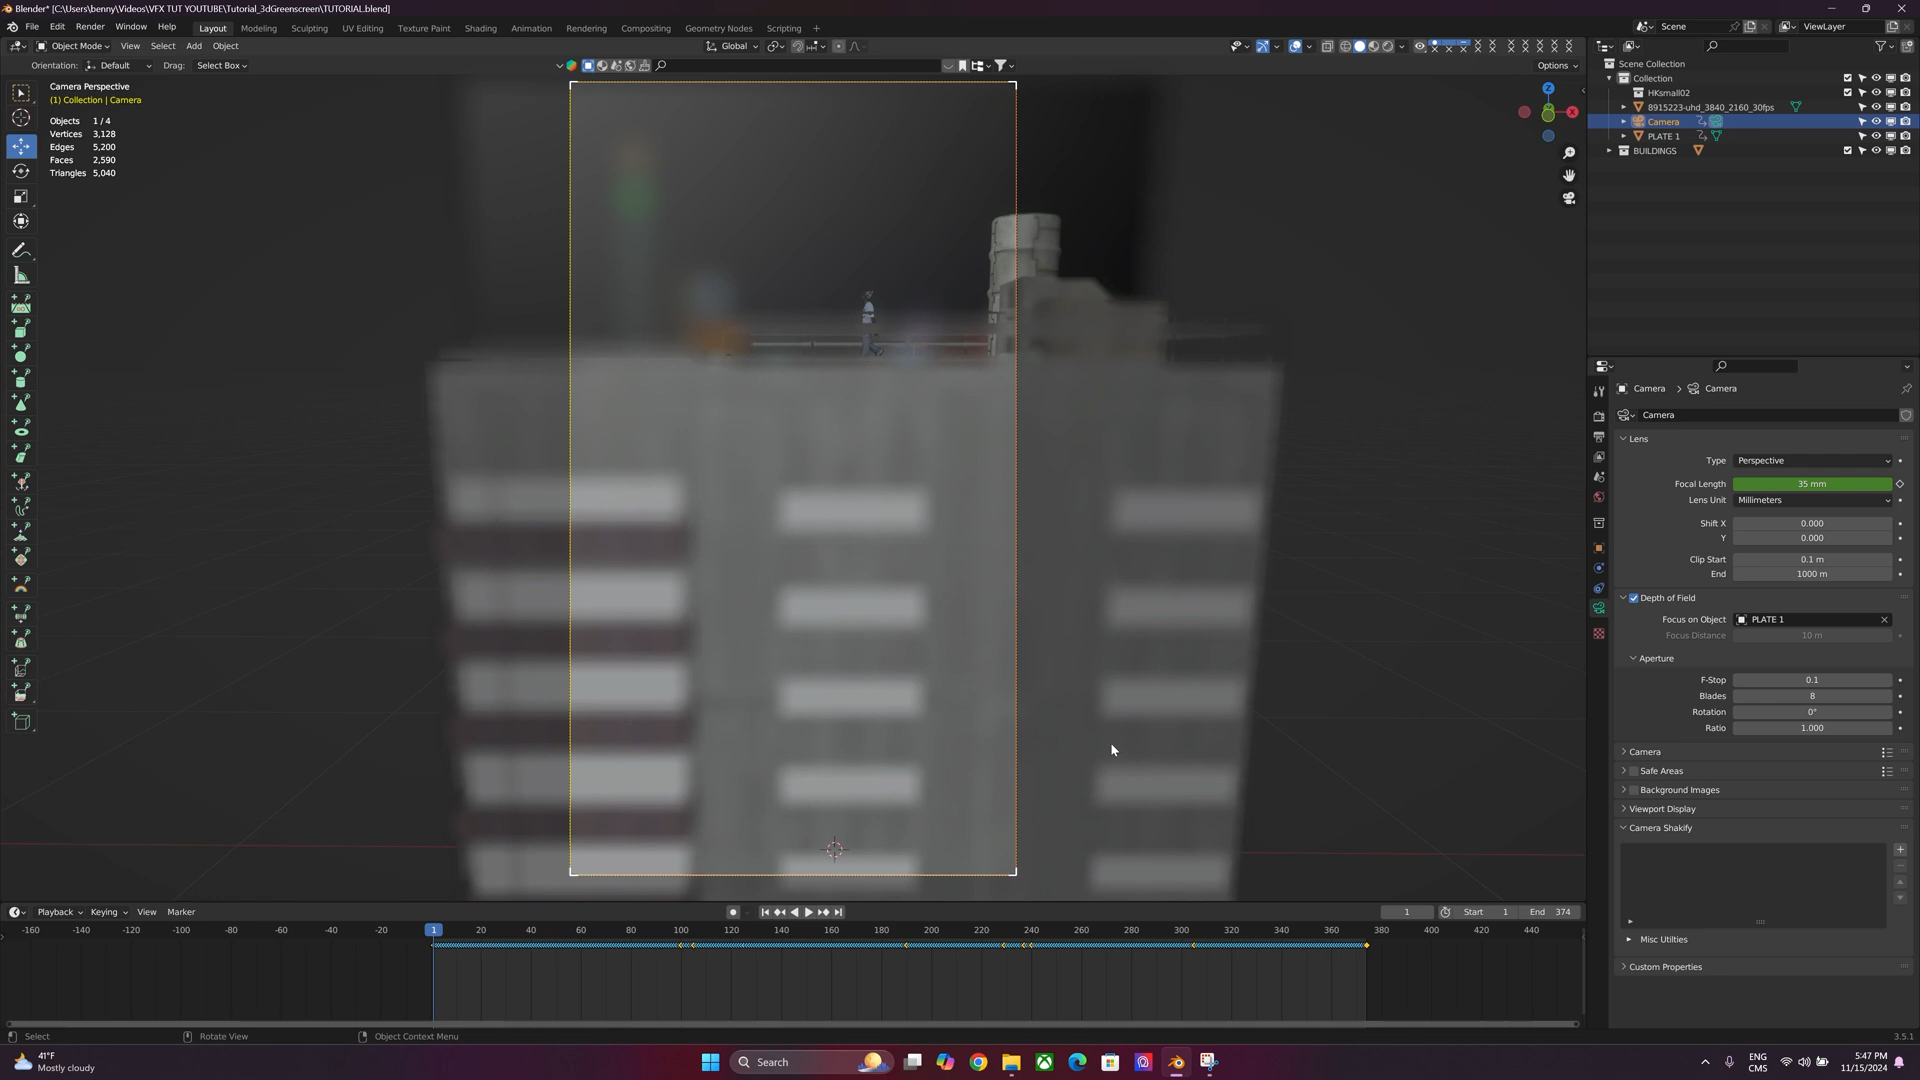 Blender* [C:\Users\benny\Videos\VFX TUT YOUTUBE\Tutorial_3dGreenscreen\TUTORIAL.blend]
File Edit Render Window Help Layout Modeling Sculpting UV Editing Texture Paint Shading Animation Rendering Compositing Geometry Nodes Scripting + Scene ViewLayer
Object Mode View Select Add Object Global
Orientation: Default Drag: Select Box Options
Camera Perspective
(1) Collection | Camera
Objects 1 / 4
Vertices 3,128
Edges 5,200
Faces 2,590
Triangles 5,040
Z
X
Scene Collection
Collection
HKsmall02
8915223-uhd_3840_2160_30fps
Camera
PLATE 1
BUILDINGS
Camera > Camera
Camera
Lens
Type Perspective
Focal Length 35 mm
Lens Unit Millimeters
Shift X 0.000
Y 0.000
Clip Start 0.1 m
End 1000 m
Depth of Field
Focus on Object PLATE 1
Focus Distance 10 m
Aperture
F-Stop 0.1
Blades 8
Rotation 0°
Ratio 1.000
Camera
Safe Areas
Background Images
Viewport Display
Camera Shakify
Misc Utilties
Custom Properties
Playback Keying View Marker 1 Start 1 End 374
-160 -140 -120 -100 -80 -60 -40 -20 1 20 40 60 80 100 120 140 160 180 200 220 240 260 280 300 320 340 360 380 400 420 440
Select Rotate View Object Context Menu 3.5.1
41°F
Mostly cloudy
Search
ENG
CMS
5:47 PM
11/15/2024